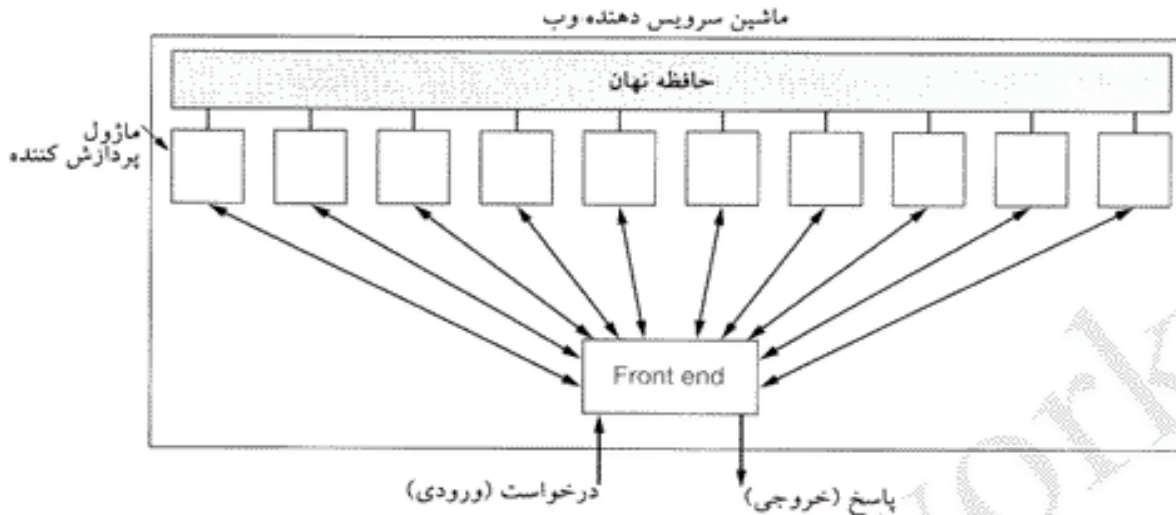 ماشین سرویس دهنده وب
حافظه نهان
ماژول
پردازش کننده
Front end
درخواست (ورودی)
پاسخ (خروجی)